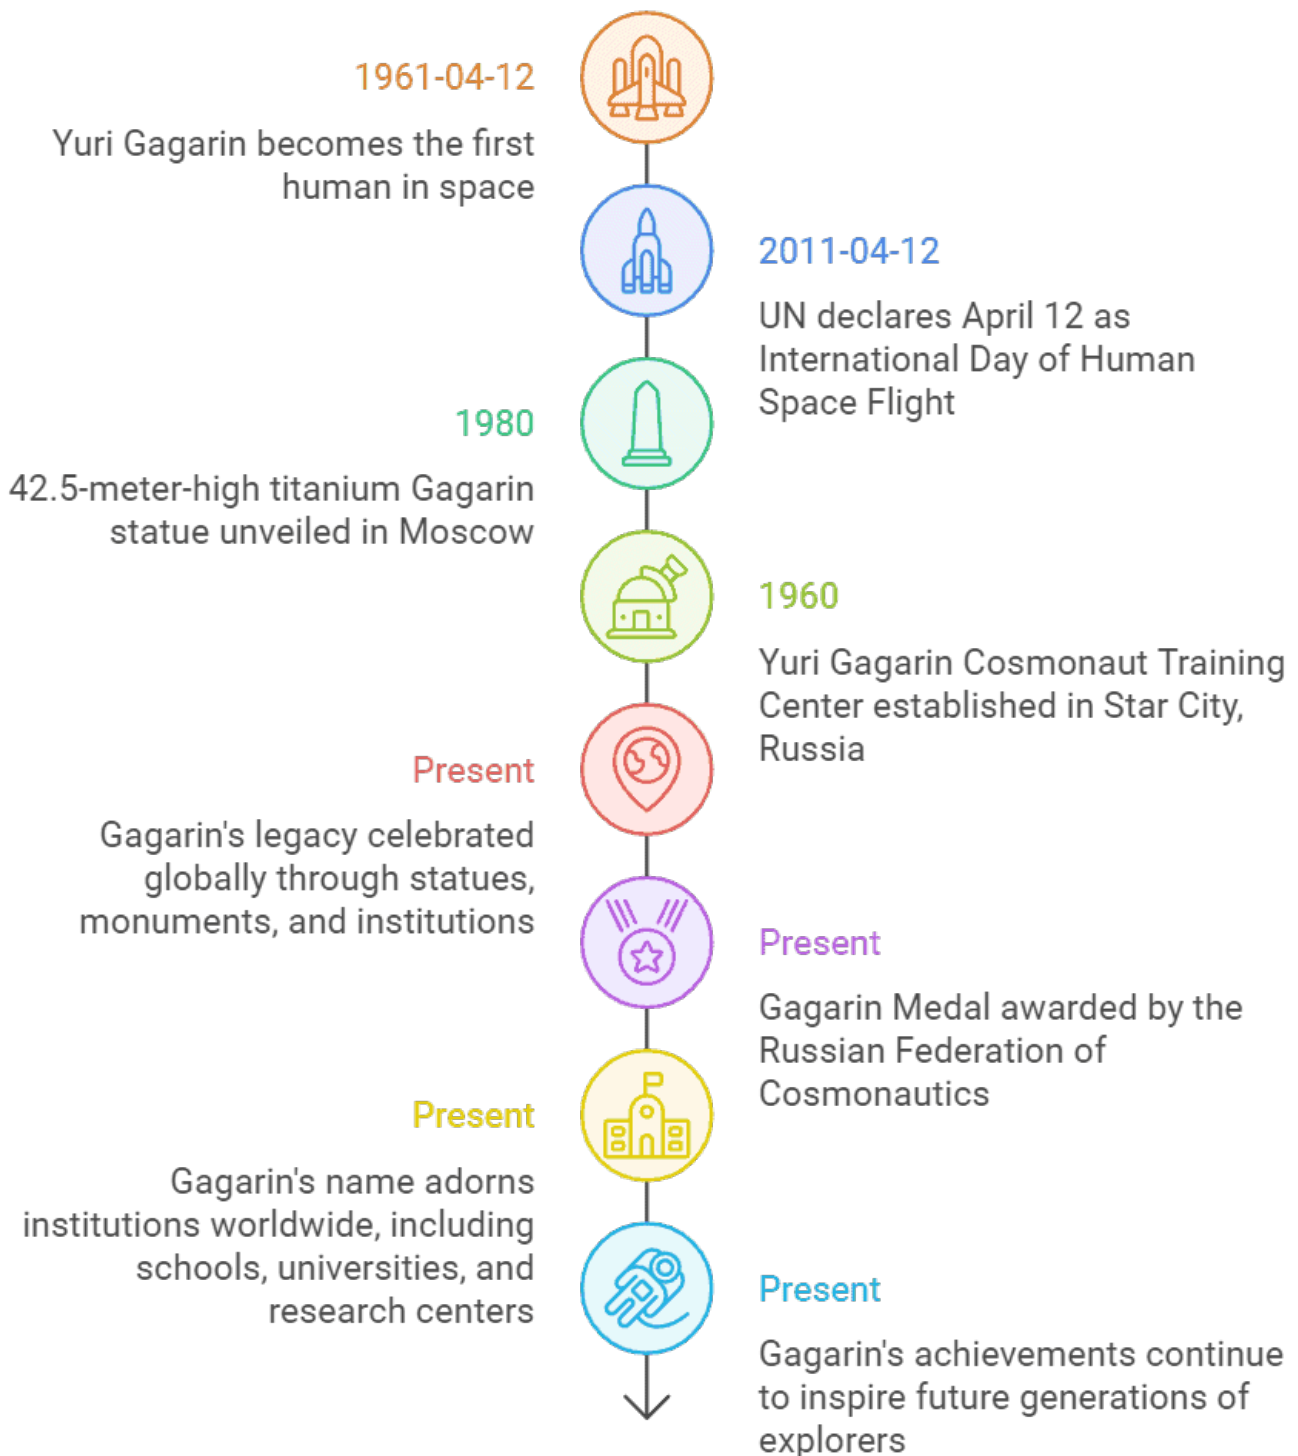 1961-04-12
Yuri Gagarin becomes the first
human in space
2011-04-12
UN declares April 12 as
International Day of Human
Space Flight
1980
42.5-meter-high titanium Gagarin
statue unveiled in Moscow
1960
Yuri Gagarin Cosmonaut Training
Center established in Star City,
Russia
Present
Gagarin's legacy celebrated
globally through statues,
monuments, and institutions
Present
Gagarin Medal awarded by the
Russian Federation of
Cosmonautics
Present
Gagarin's name adorns
institutions worldwide, including
schools, universities, and
research centers
Present
Gagarin's achievements continue
to inspire future generations of
explorers